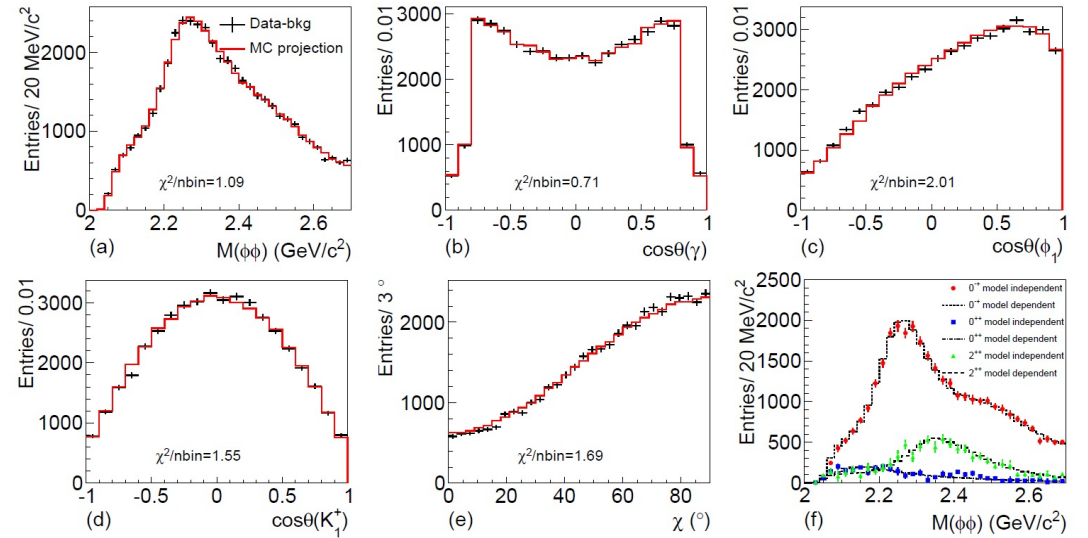 Entries/ 20 MeV/c²
2000
1000
0
Data-bkg
MC projection
χ²/nbin=1.09
2 2.2 2.4 2.6
(a) M(ϕϕ) (GeV/c²)
Entries/ 0.01
3000
2000
1000
0
χ²/nbin=0.71
-1 -0.5 0 0.5 1
(b) cosθ(γ)
Entries/ 0.01
3000
2000
1000
0
χ²/nbin=2.01
-1 -0.5 0 0.5 1
(c) cosθ(ϕ₁)
Entries/ 0.01
3000
2000
1000
0
χ²/nbin=1.55
-1 -0.5 0 0.5 1
(d) cosθ(K₁⁺)
Entries/ 3 °
2000
1000
0
χ²/nbin=1.69
0 20 40 60 80
(e) χ (°)
Entries/ 20 MeV/c²
2500
2000
1500
1000
500
0
0⁻⁺ model independent
0⁻⁺ model dependent
0⁺⁺ model independent
0⁺⁺ model dependent
2⁺⁺ model independent
2⁺⁺ model dependent
2 2.2 2.4 2.6
(f) M(ϕϕ) (GeV/c²)